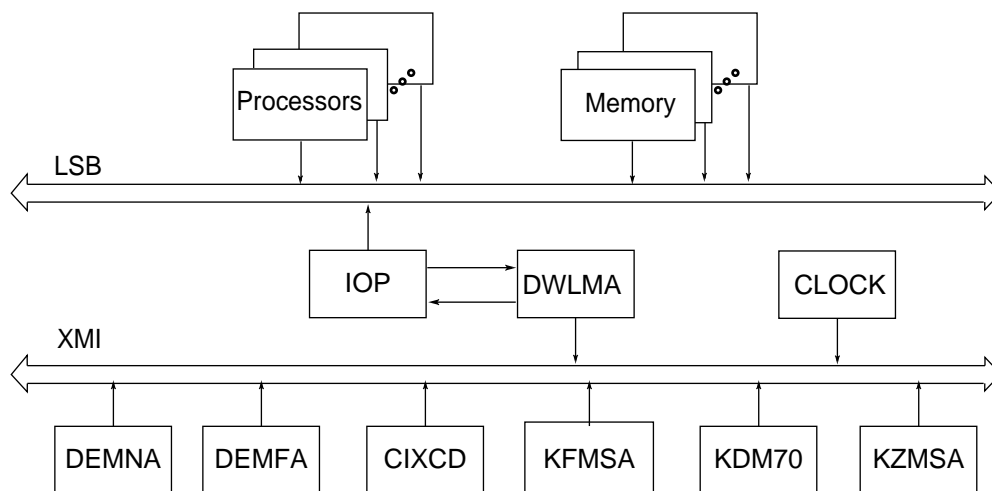 Processors
Memory
LSB
IOP
DWLMA
CLOCK
XMI
DEMNA
DEMFA
CIXCD
KFMSA
KDM70
KZMSA